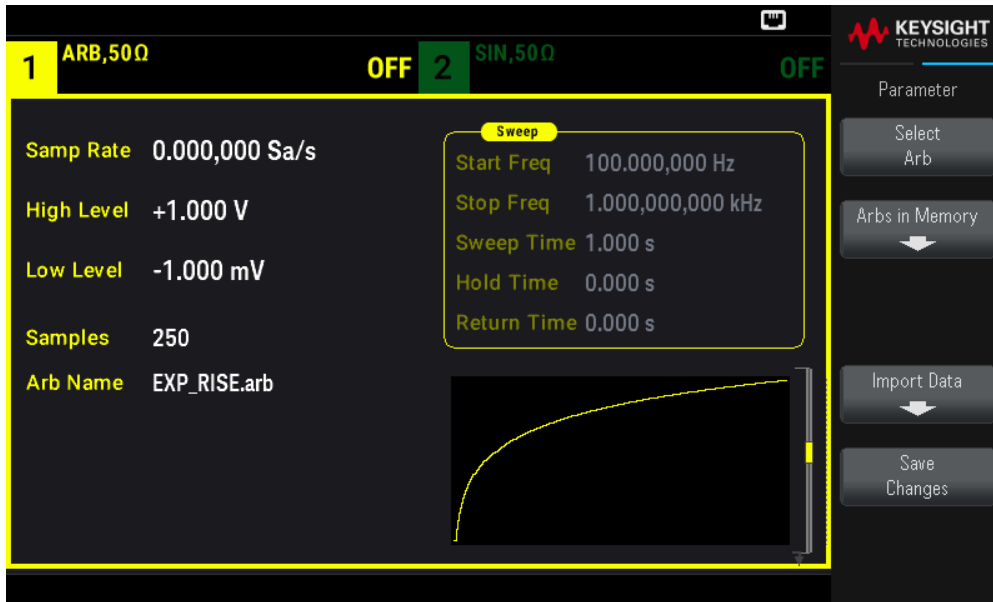 1 ARB,50Ω OFF 2 SIN,50Ω OFF
Samp Rate 0.000,000 Sa/s
High Level +1.000 V
Low Level -1.000 mV
Samples 250
Arb Name EXP_RISE.arb
Sweep
Start Freq 100.000,000 Hz
Stop Freq 1.000,000,000 kHz
Sweep Time 1.000 s
Hold Time 0.000 s
Return Time 0.000 s
KEYSIGHT
TECHNOLOGIES
Parameter
Select
Arb
Arbs in Memory
Import Data
Save
Changes